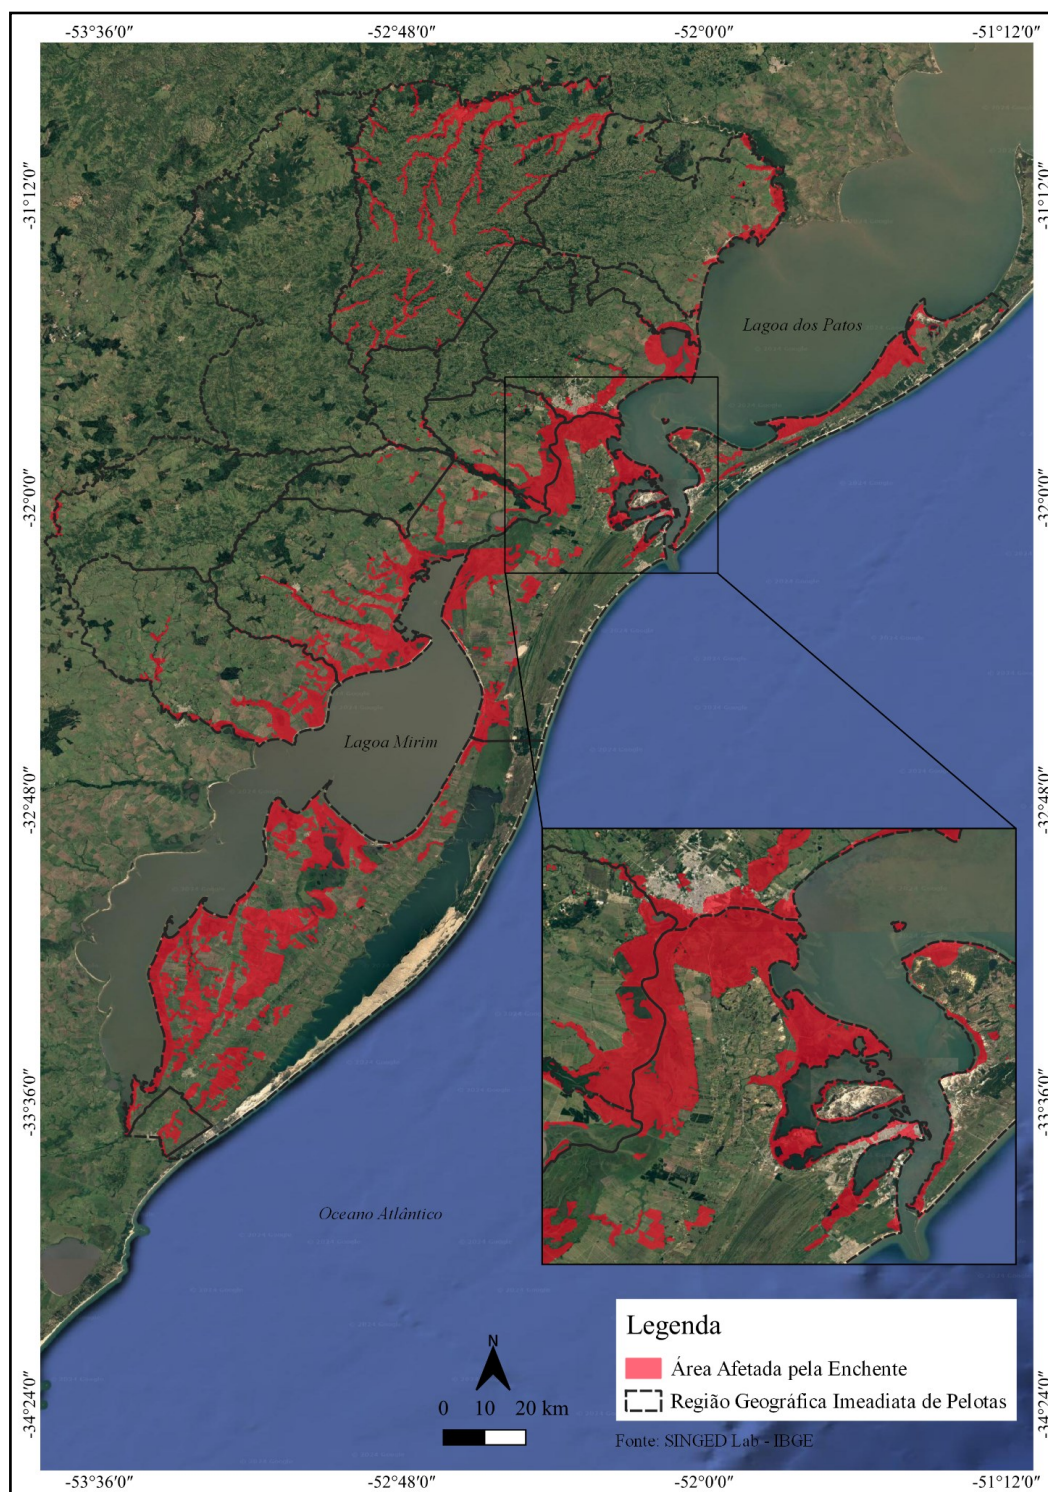 -53°36'0" -52°48'0" -52°0'0" -51°12'0"
-31°12'0" -31°12'0"
Lagoa dos Patos
-32°0'0" -32°0'0"
Lagoa Mirim
-32°48'0" -32°48'0"
-33°36'0" -33°36'0"
Oceano Atlântico
Legenda
N
Área Afetada pela Enchente
0 10 20 km
Região Geográfica Imeadiata de Pelotas
-34°24'0" -34°24'0"
Fonte: SINGED Lab - IBGE
-53°36'0" -52°48'0" -52°0'0" -51°12'0"